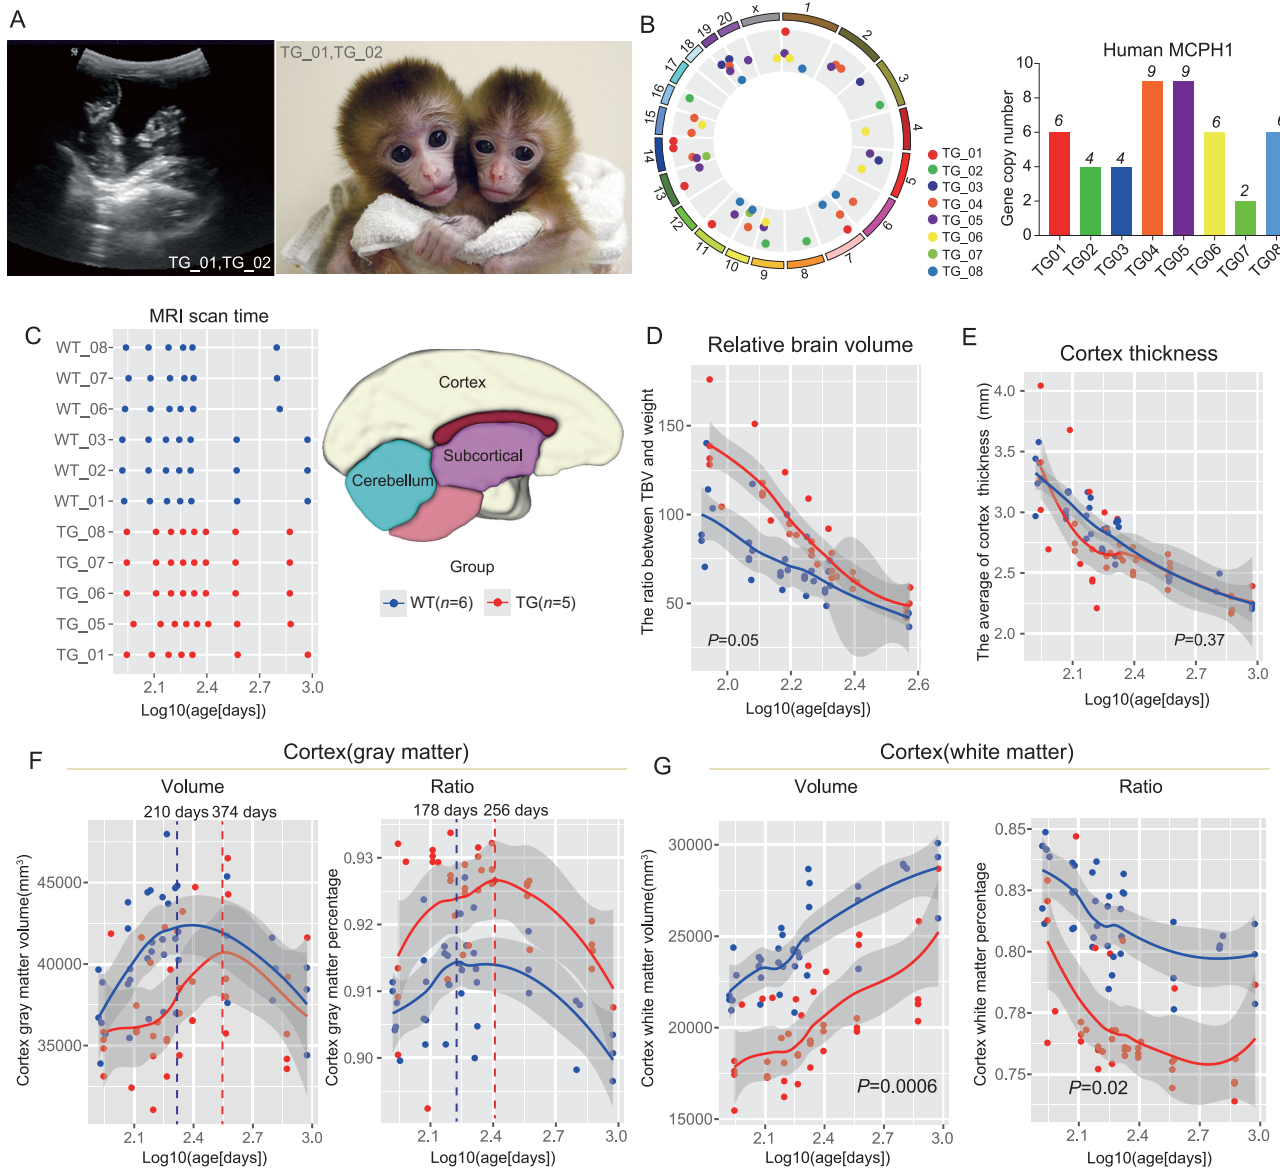 A
TG_01,TG_02
TG_01,TG_02
B
x
1
2
3
4
5
6
7
8
9
10
11
12
13
14
15
16
17
18
19
20
TG_01
TG_02
TG_03
TG_04
TG_05
TG_06
TG_07
TG_08
Human MCPH1
Gene copy number
10
8
6
4
2
0
6
4
4
9
9
6
2
6
TG01
TG02
TG03
TG04
TG05
TG06
TG07
TG08
C
MRI scan time
WT_08
WT_07
WT_06
WT_03
WT_02
WT_01
TG_08
TG_07
TG_06
TG_05
TG_01
2.1
2.4
2.7
3.0
Log10(age[days])
Cortex
Subcortical
Cerebellum
Group
WT(n=6)
TG(n=5)
D
Relative brain volume
The ratio between TBV and weight
150
100
50
P=0.05
2.0
2.2
2.4
2.6
Log10(age[days])
E
Cortex thickness
The average of cortex thickness (mm)
4.0
3.5
3.0
2.5
2.0
P=0.37
2.1
2.4
2.7
3.0
Log10(age[days])
F
Cortex(gray matter)
Volume
210 days
374 days
Cortex gray matter volume(mm³)
45000
40000
35000
2.1
2.4
2.7
3.0
Log10(age[days])
Ratio
178 days
256 days
Cortex gray matter percentage
0.93
0.92
0.91
0.90
2.1
2.4
2.7
3.0
Log10(age[days])
G
Cortex(white matter)
Volume
Cortex white matter volume(mm³)
30000
25000
20000
15000
P=0.0006
2.1
2.4
2.7
3.0
Log10(age[days])
Ratio
Cortex white matter percentage
0.85
0.83
0.80
0.78
0.75
P=0.02
2.1
2.4
2.7
3.0
Log10(age[days])